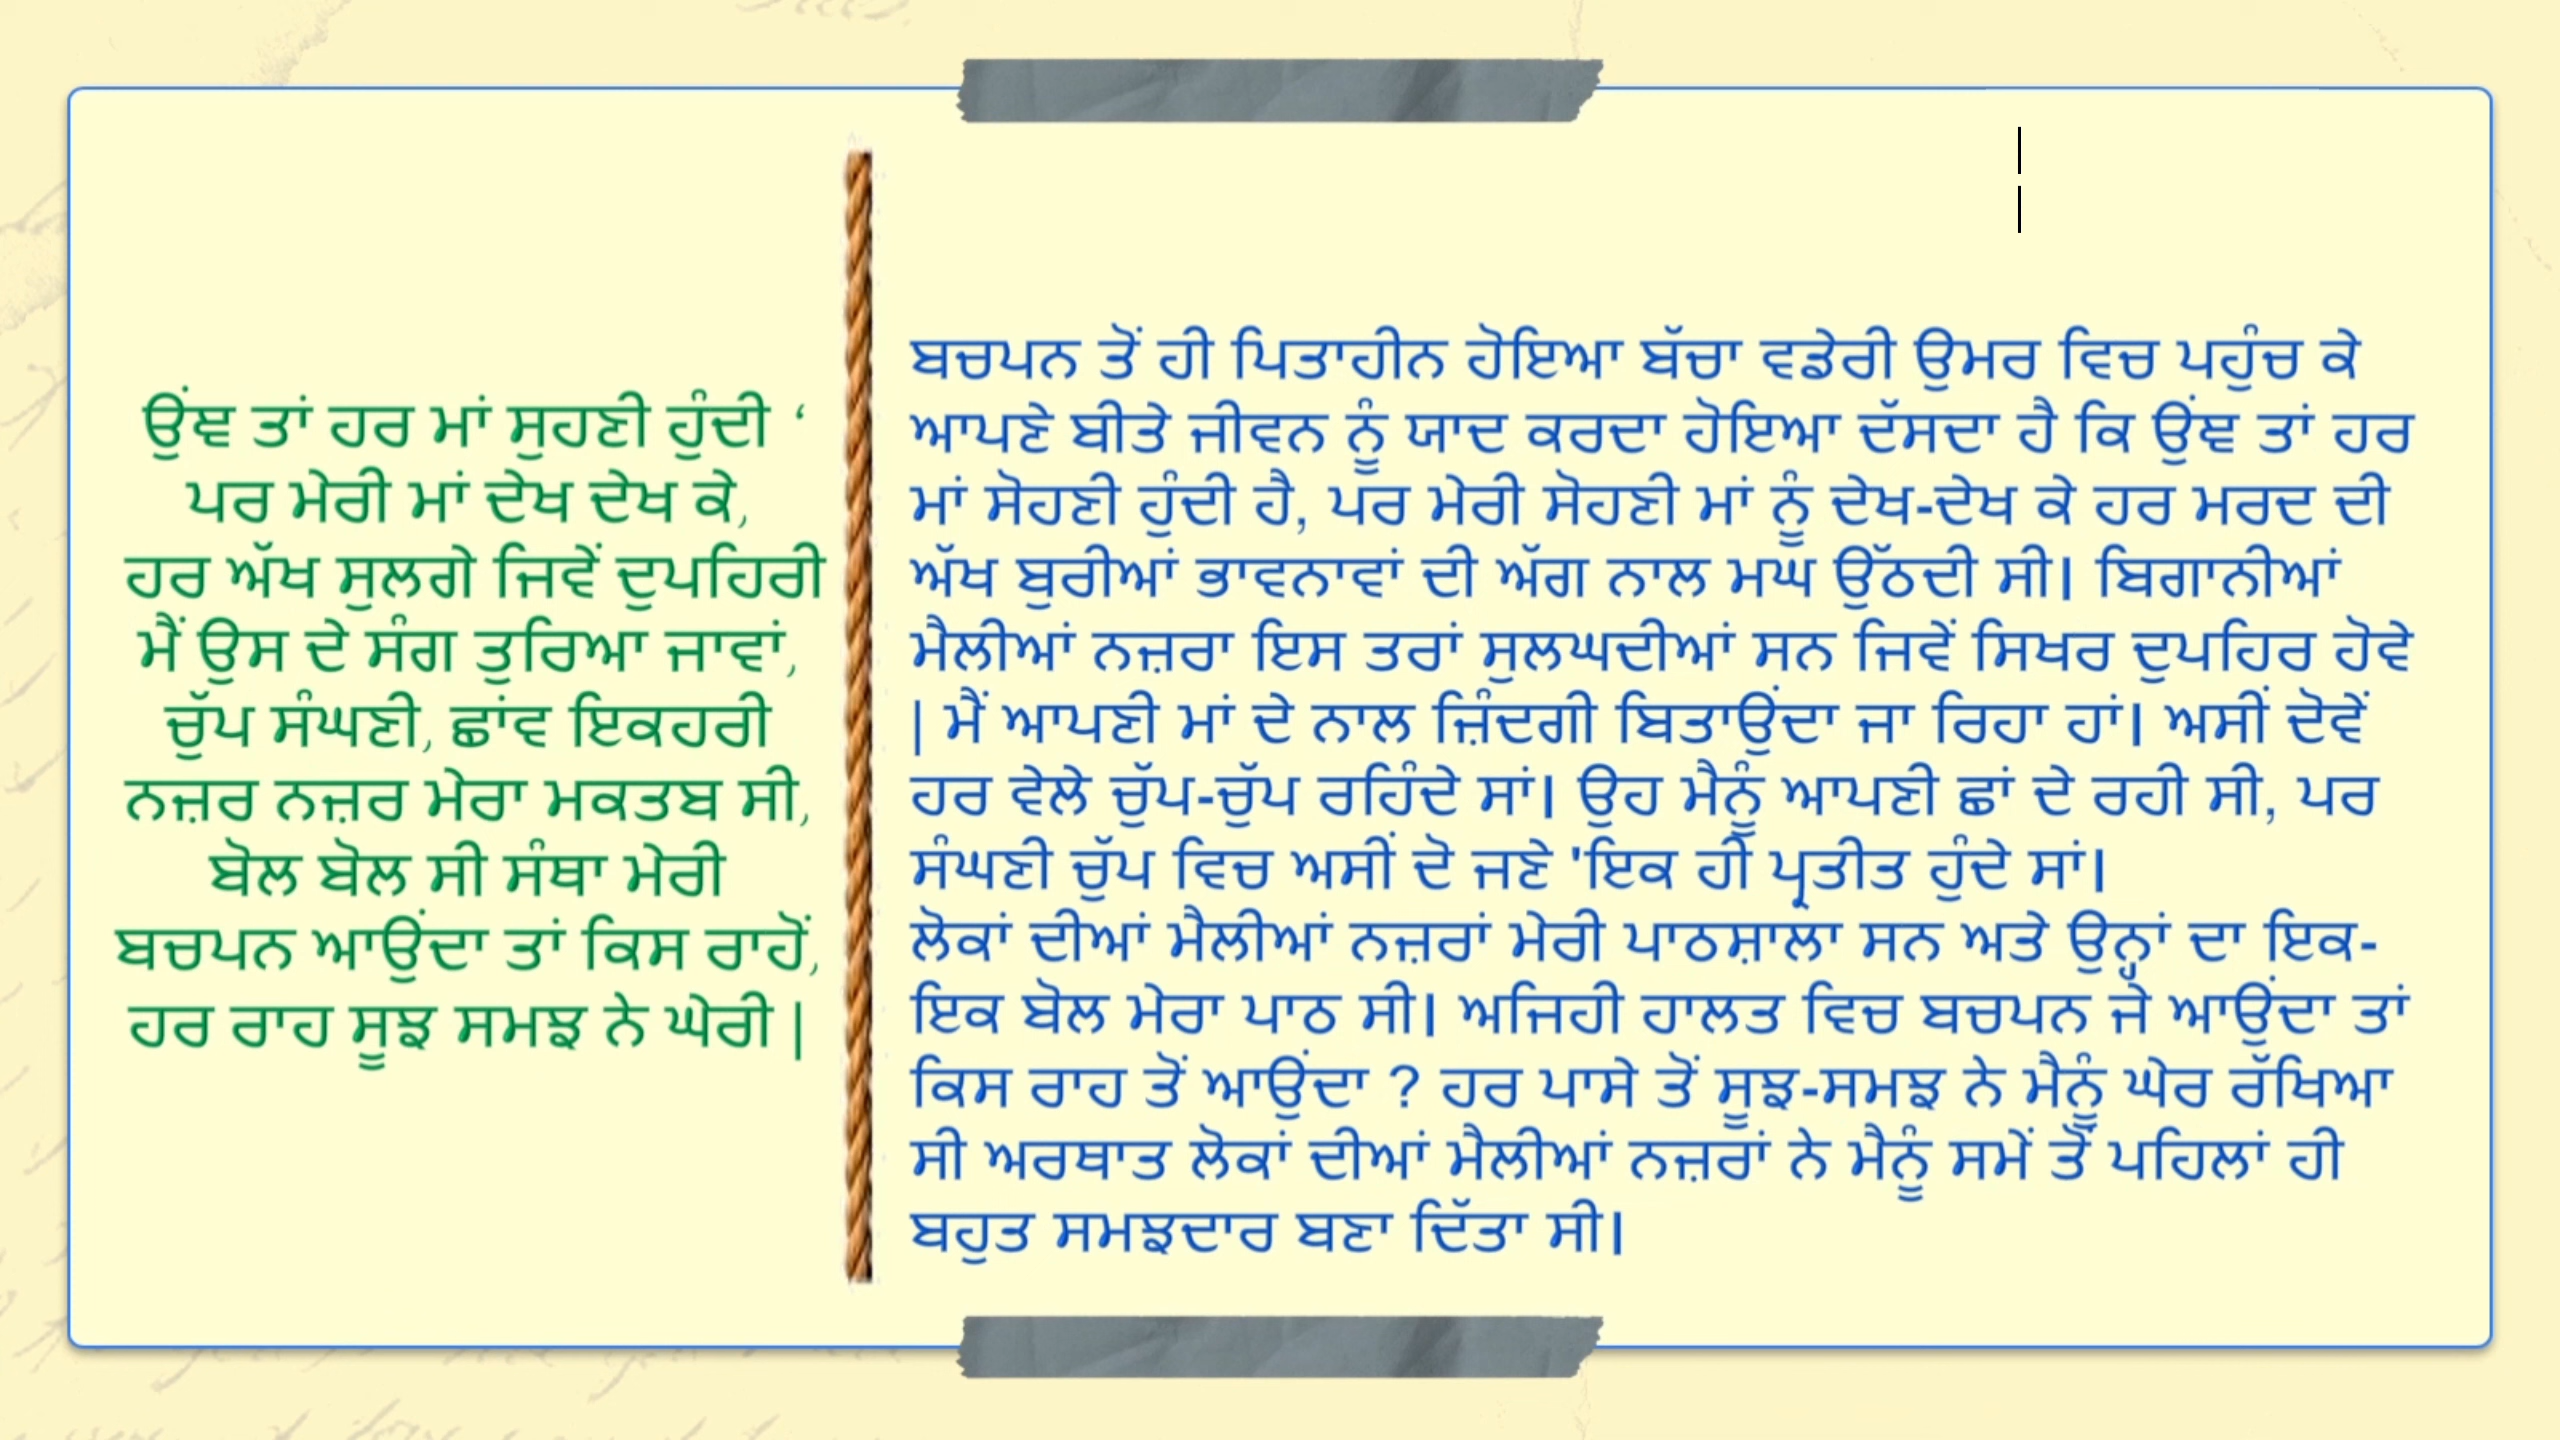 ਉਂਞ ਤਾਂ ਹਰ ਮਾਂ ਸੁਹਣੀ ਹੁੰਦੀ ‘
ਪਰ ਮੇਰੀ ਮਾਂ ਦੇਖ ਦੇਖ ਕੇ,
ਹਰ ਅੱਖ ਸੁਲਗੇ ਜਿਵੇਂ ਦੁਪਹਿਰੀ
ਮੈਂ ਉਸ ਦੇ ਸੰਗ ਤੁਰਿਆ ਜਾਵਾਂ,
ਚੁੱਪ ਸੰਘਣੀ, ਛਾਂਵ ਇਕਹਰੀ
ਨਜ਼ਰ ਨਜ਼ਰ ਮੇਰਾ ਮਕਤਬ ਸੀ,
ਬੋਲ ਬੋਲ ਸੀ ਸੰਥਾ ਮੇਰੀ
ਬਚਪਨ ਆਉਂਦਾ ਤਾਂ ਕਿਸ ਰਾਹੋਂ,
ਹਰ ਰਾਹ ਸੂਝ ਸਮਝ ਨੇ ਘੇਰੀ |
|
|
ਬਚਪਨ ਤੋਂ ਹੀ ਪਿਤਾਹੀਨ ਹੋਇਆ ਬੱਚਾ ਵਡੇਰੀ ਉਮਰ ਵਿਚ ਪਹੁੰਚ ਕੇ
ਆਪਣੇ ਬੀਤੇ ਜੀਵਨ ਨੂੰ ਯਾਦ ਕਰਦਾ ਹੋਇਆ ਦੱਸਦਾ ਹੈ ਕਿ ਉਂਞ ਤਾਂ ਹਰ
ਮਾਂ ਸੋਹਣੀ ਹੁੰਦੀ ਹੈ, ਪਰ ਮੇਰੀ ਸੋਹਣੀ ਮਾਂ ਨੂੰ ਦੇਖ-ਦੇਖ ਕੇ ਹਰ ਮਰਦ ਦੀ
ਅੱਖ ਬੁਰੀਆਂ ਭਾਵਨਾਵਾਂ ਦੀ ਅੱਗ ਨਾਲ ਮਘ ਉੱਠਦੀ ਸੀ। ਬਿਗਾਨੀਆਂ
ਮੈਲੀਆਂ ਨਜ਼ਰਾ ਇਸ ਤਰਾਂ ਸੁਲਘਦੀਆਂ ਸਨ ਜਿਵੇਂ ਸਿਖਰ ਦੁਪਹਿਰ ਹੋਵੇ
| ਮੈਂ ਆਪਣੀ ਮਾਂ ਦੇ ਨਾਲ ਜ਼ਿੰਦਗੀ ਬਿਤਾਉਂਦਾ ਜਾ ਰਿਹਾ ਹਾਂ। ਅਸੀਂ ਦੋਵੇਂ
ਹਰ ਵੇਲੇ ਚੁੱਪ-ਚੁੱਪ ਰਹਿੰਦੇ ਸਾਂ। ਉਹ ਮੈਨੂੰ ਆਪਣੀ ਛਾਂ ਦੇ ਰਹੀ ਸੀ, ਪਰ
ਸੰਘਣੀ ਚੁੱਪ ਵਿਚ ਅਸੀਂ ਦੋ ਜਣੇ 'ਇਕ ਹੀ ਪ੍ਰਤੀਤ ਹੁੰਦੇ ਸਾਂ।
ਲੋਕਾਂ ਦੀਆਂ ਮੈਲੀਆਂ ਨਜ਼ਰਾਂ ਮੇਰੀ ਪਾਠਸ਼ਾਲਾ ਸਨ ਅਤੇ ਉਨ੍ਹਾਂ ਦਾ ਇਕ-
ਇਕ ਬੋਲ ਮੇਰਾ ਪਾਠ ਸੀ। ਅਜਿਹੀ ਹਾਲਤ ਵਿਚ ਬਚਪਨ ਜੇ ਆਉਂਦਾ ਤਾਂ
ਕਿਸ ਰਾਹ ਤੋਂ ਆਉਂਦਾ ? ਹਰ ਪਾਸੇ ਤੋਂ ਸੂਝ-ਸਮਝ ਨੇ ਮੈਨੂੰ ਘੇਰ ਰੱਖਿਆ
ਸੀ ਅਰਥਾਤ ਲੋਕਾਂ ਦੀਆਂ ਮੈਲੀਆਂ ਨਜ਼ਰਾਂ ਨੇ ਮੈਨੂੰ ਸਮੇਂ ਤੋਂ ਪਹਿਲਾਂ ਹੀ
ਬਹੁਤ ਸਮਝਦਾਰ ਬਣਾ ਦਿੱਤਾ ਸੀ।